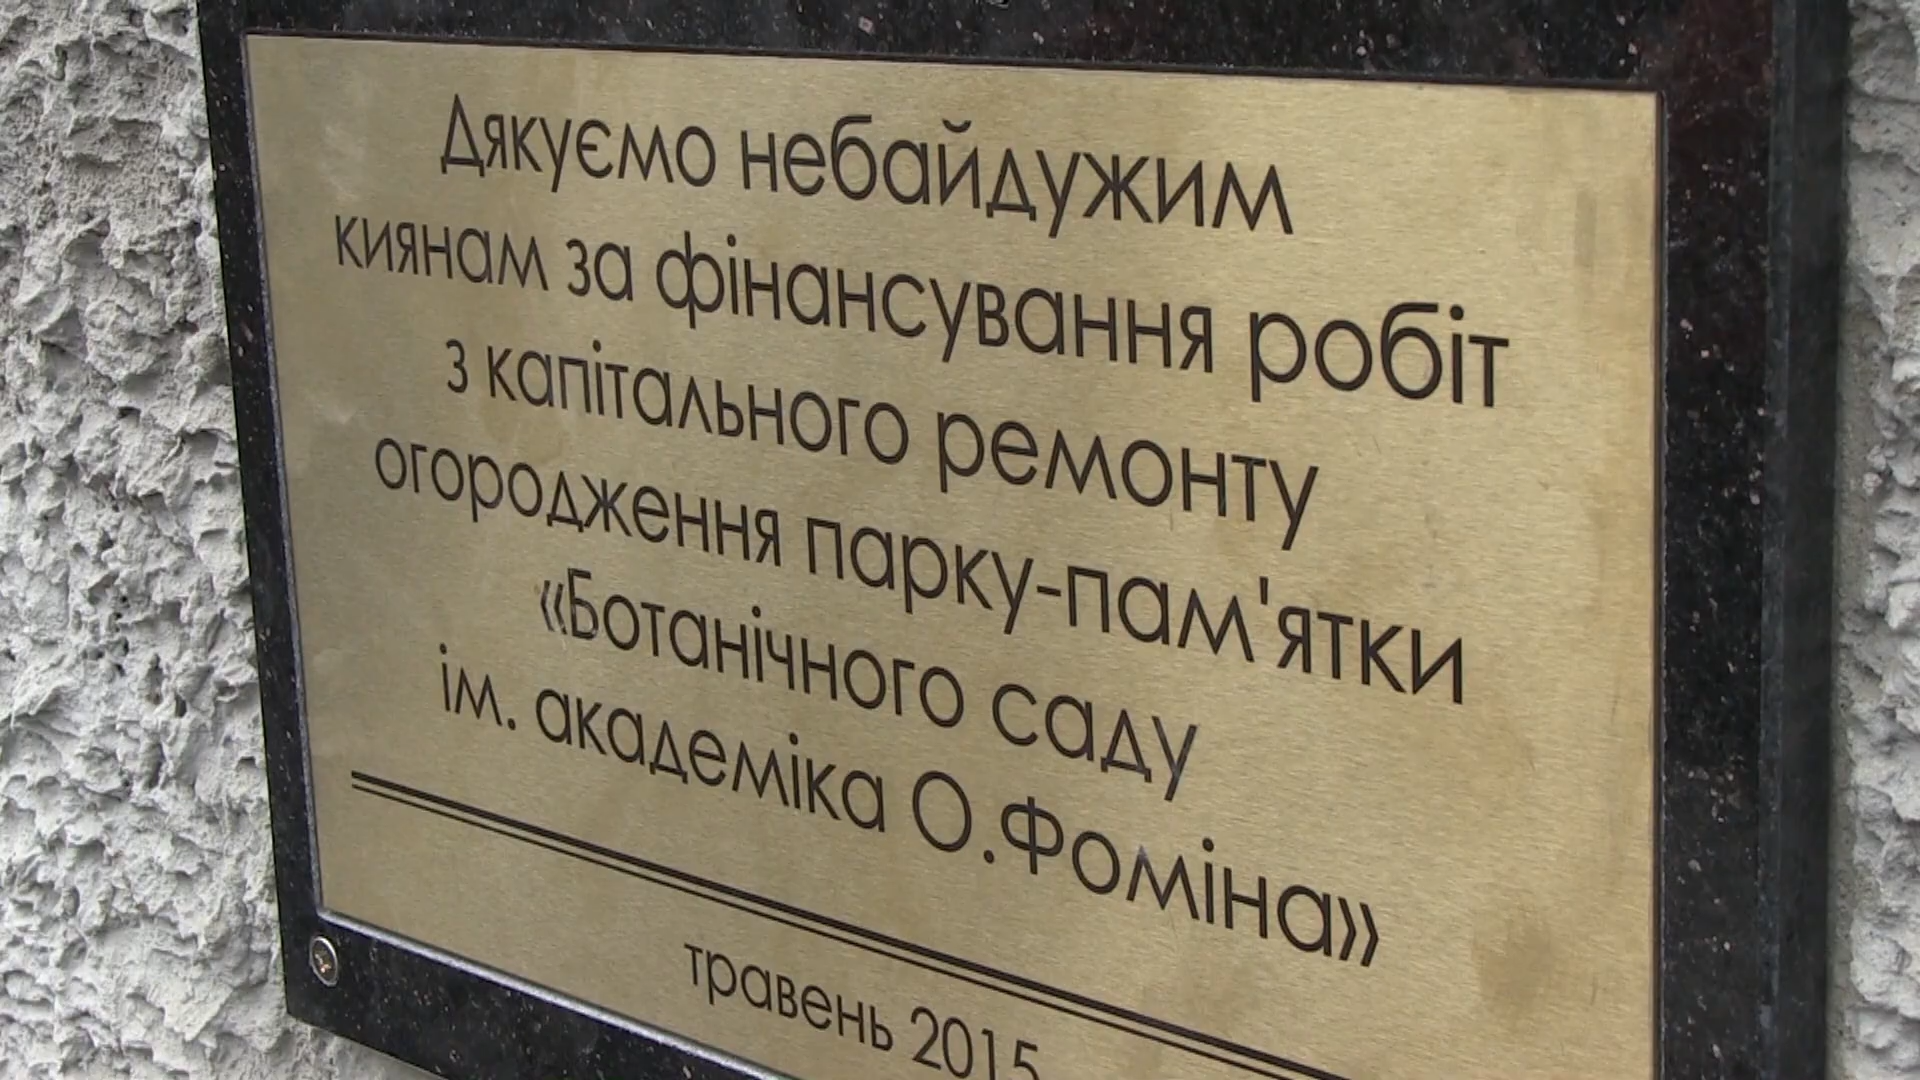 Дякуємо небайдужим
киянам за фінансування робіт
з капітального ремонту
огородження парку-пам'ятки
«Ботанічного саду
ім. академіка О.Фоміна»
травень 2015